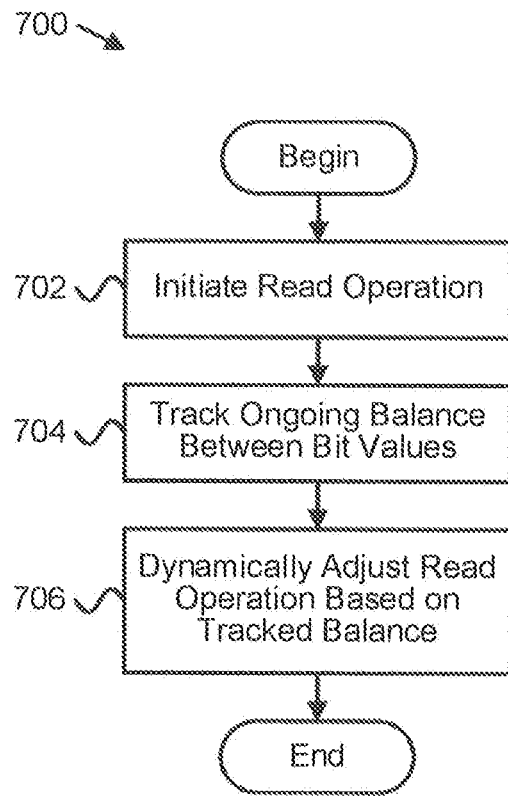 700
Begin
702
Initiate Read Operation
704
Track Ongoing Balance
Between Bit Values
706
Dynamically Adjust Read
Operation Based on
Tracked Balance
End